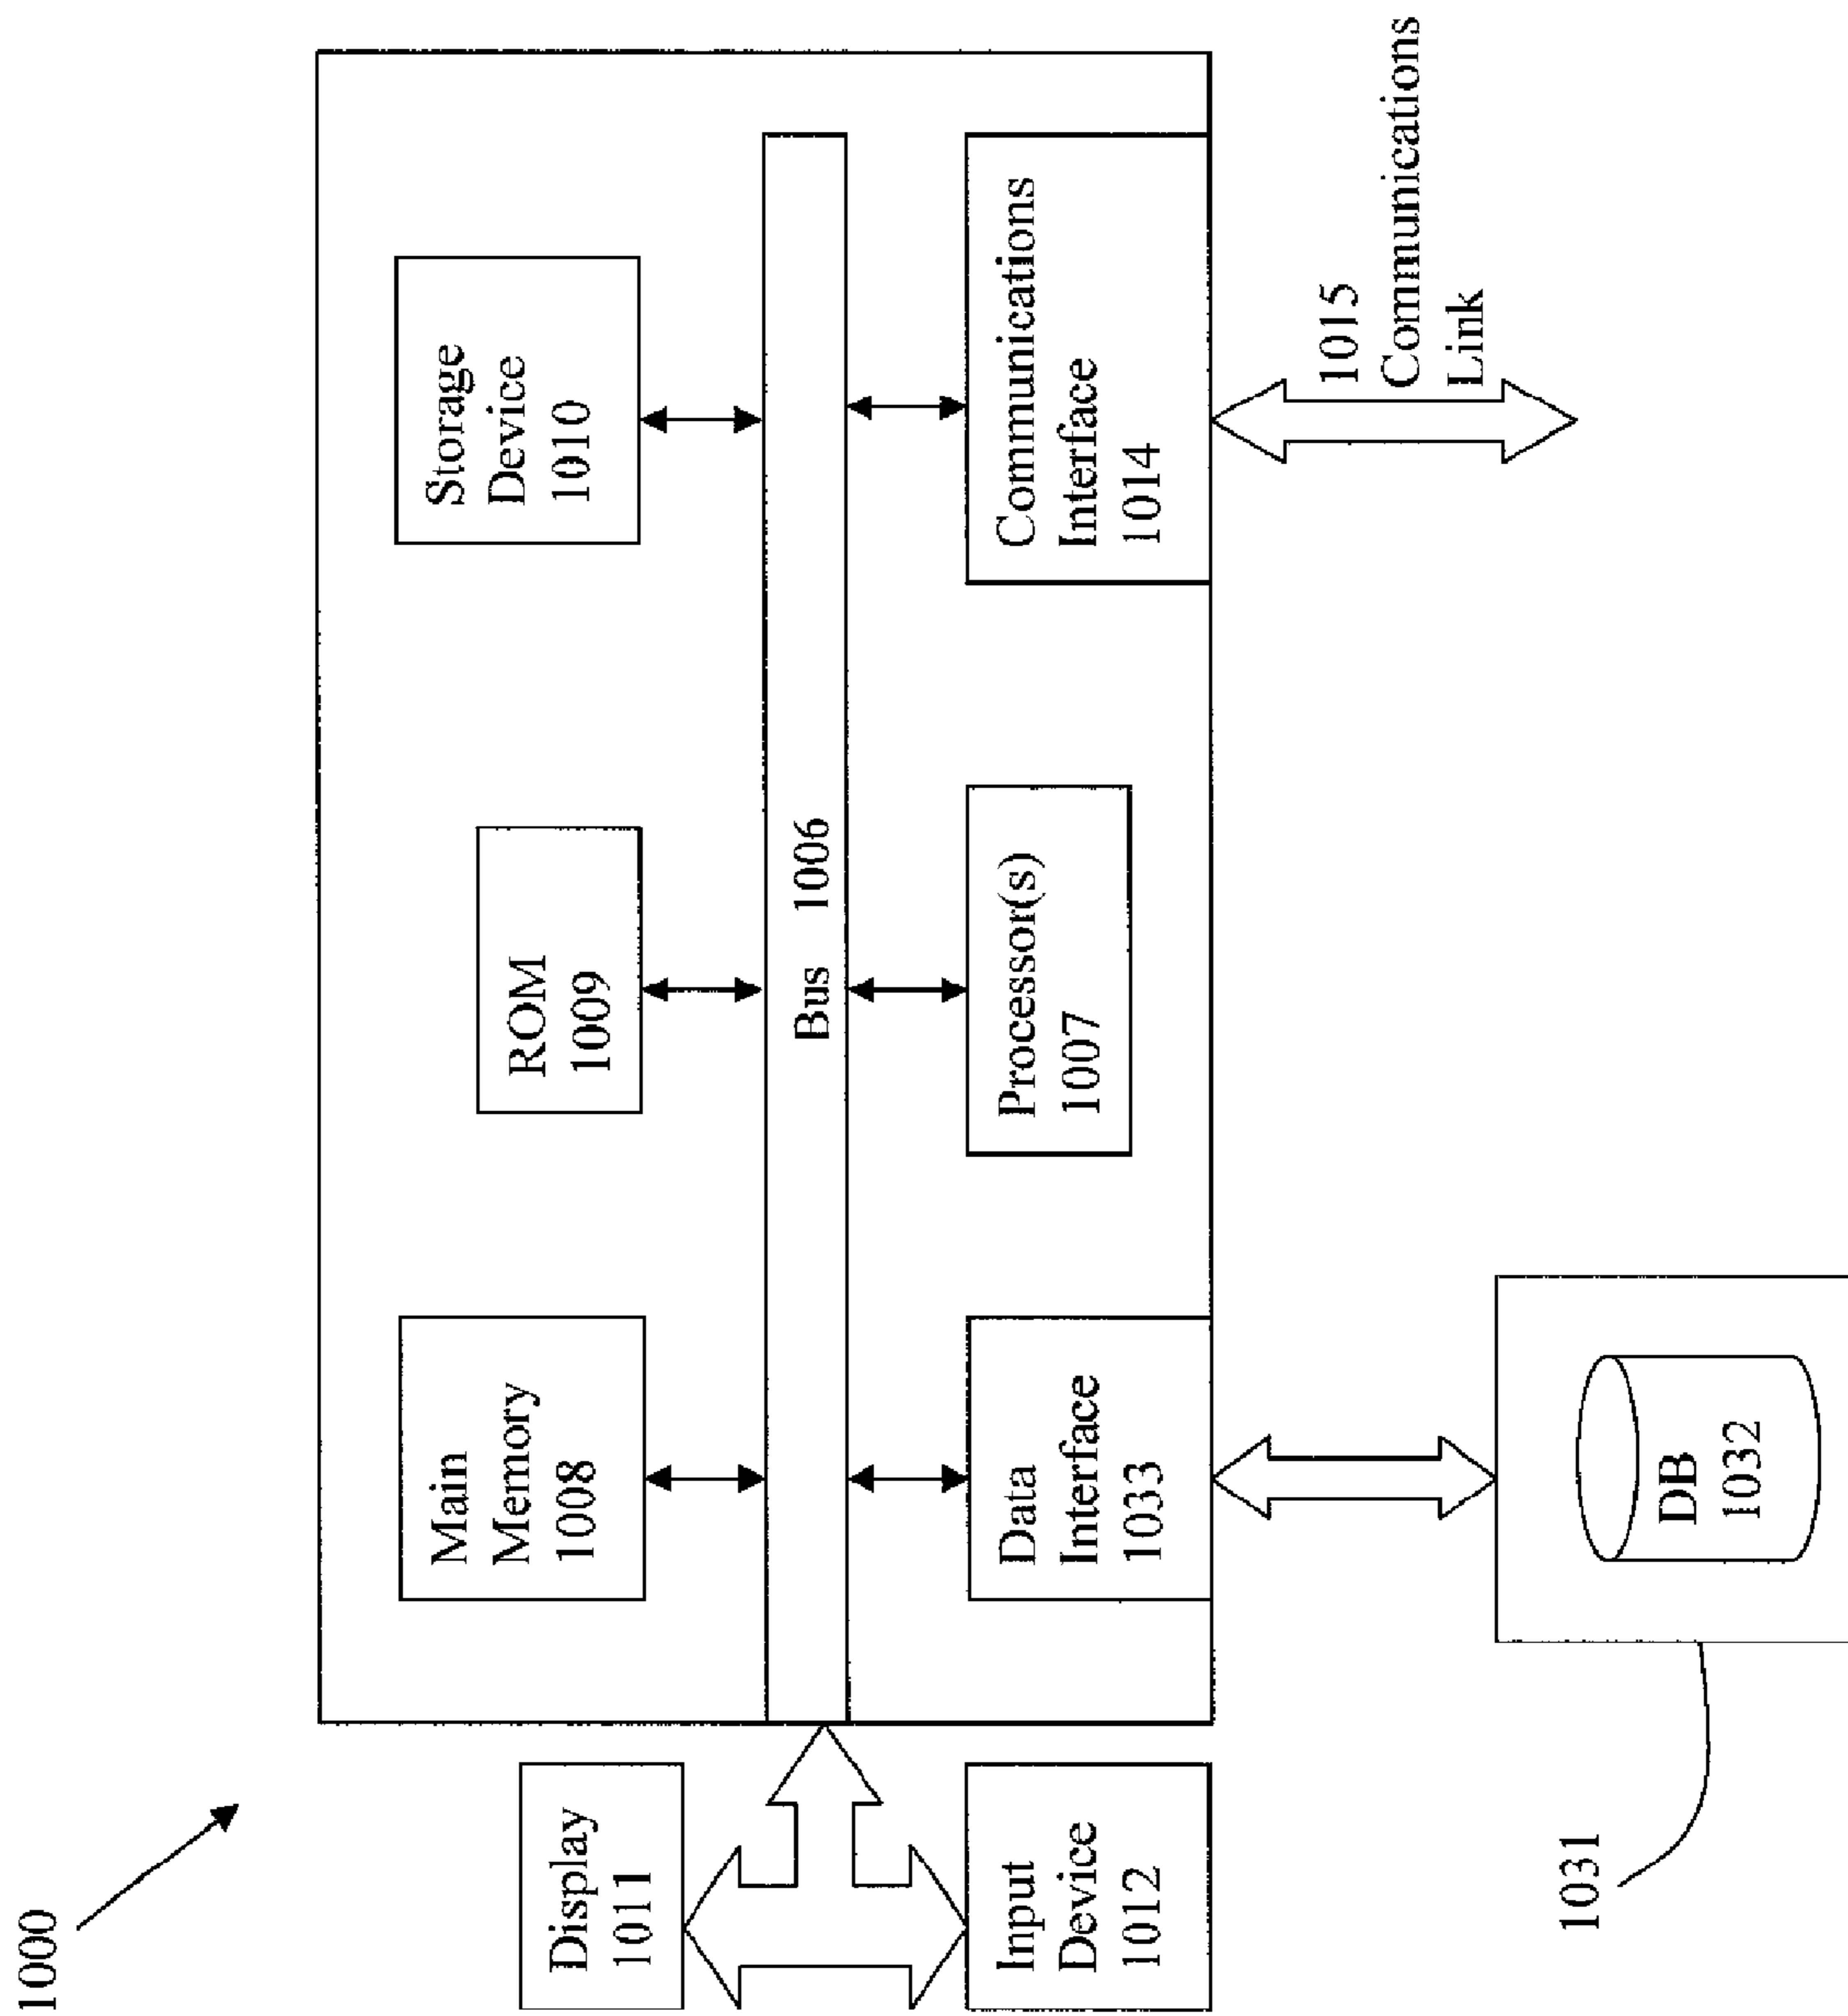 1000
Display
1011
Input
Device
1012
Main
Memory
1008
ROM
1009
Storage
Device
1010
Bus 1006
Data
Interface
1033
Processor(s)
1007
Communications
Interface
1014
1015
Communications
Link
DB
1032
1031